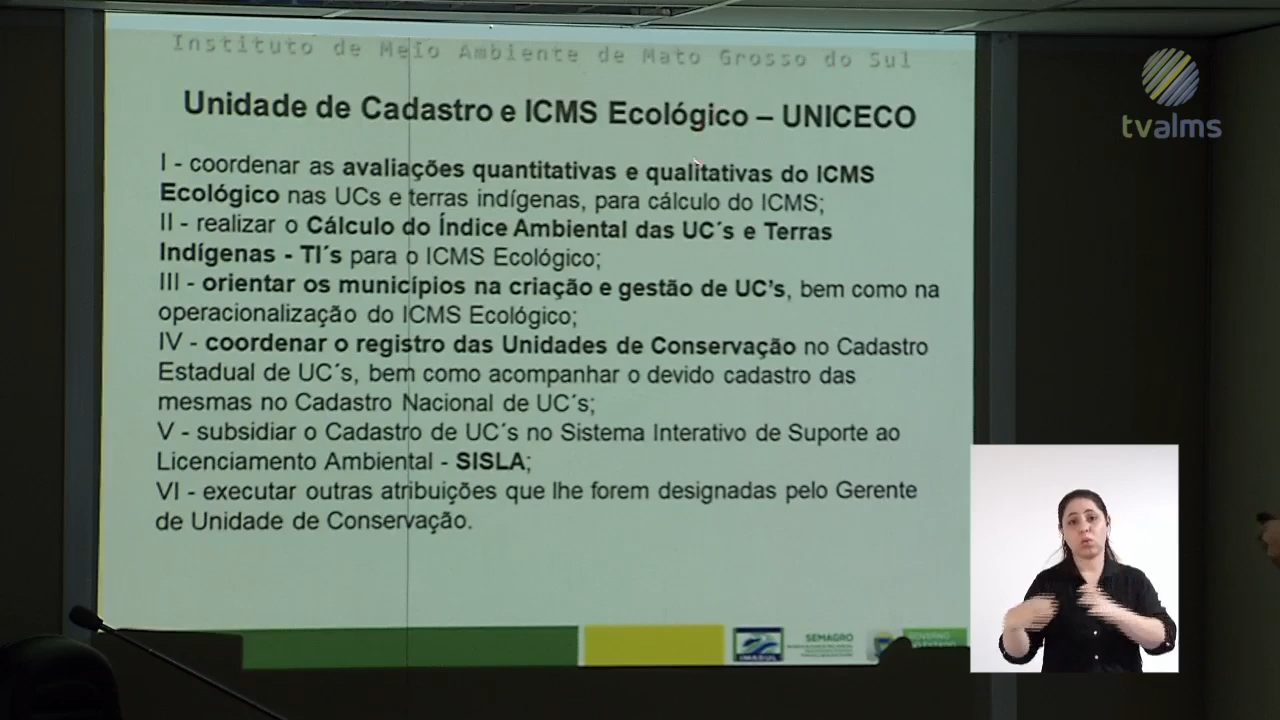 Instituto de Meio Ambiente de Mato Grosso do Sul
tvalms
Unidade de Cadastro e ICMS Ecológico – UNICECO
I - coordenar as avaliações quantitativas e qualitativas do ICMS
Ecológico nas UCs e terras indígenas, para cálculo do ICMS;
II - realizar o Cálculo do Índice Ambiental das UC´s e Terras
Indígenas - TI´s para o ICMS Ecológico;
III - orientar os municípios na criação e gestão de UC's, bem como na
operacionalização do ICMS Ecológico;
IV - coordenar o registro das Unidades de Conservação no Cadastro
Estadual de UC´s, bem como acompanhar o devido cadastro das
mesmas no Cadastro Nacional de UC´s;
V - subsidiar o Cadastro de UC´s no Sistema Interativo de Suporte ao
Licenciamento Ambiental - SISLA;
VI - executar outras atribuições que lhe forem designadas pelo Gerente
de Unidade de Conservação.
IMASUL
SEMAGRO